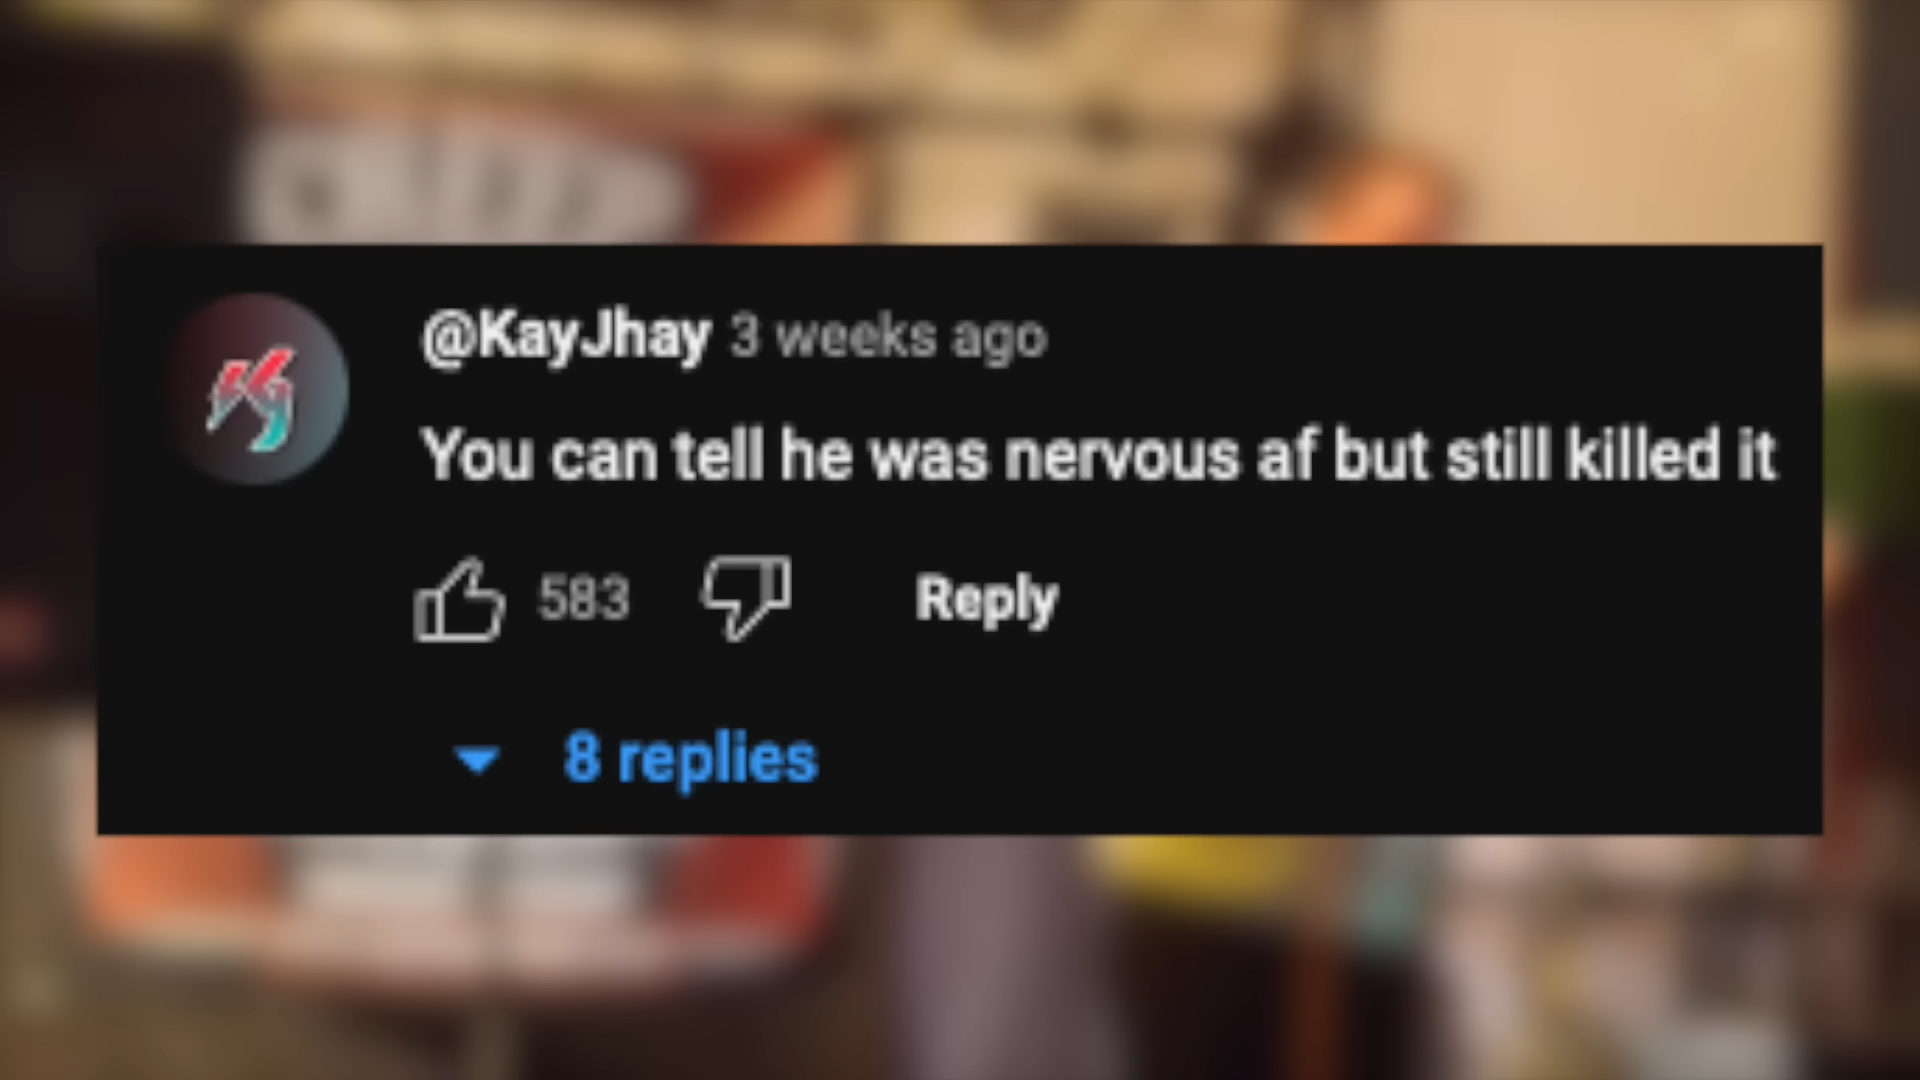 @KayJhay 3 weeks ago
You can tell he was nervous af but still killed it
583 Reply
8 replies